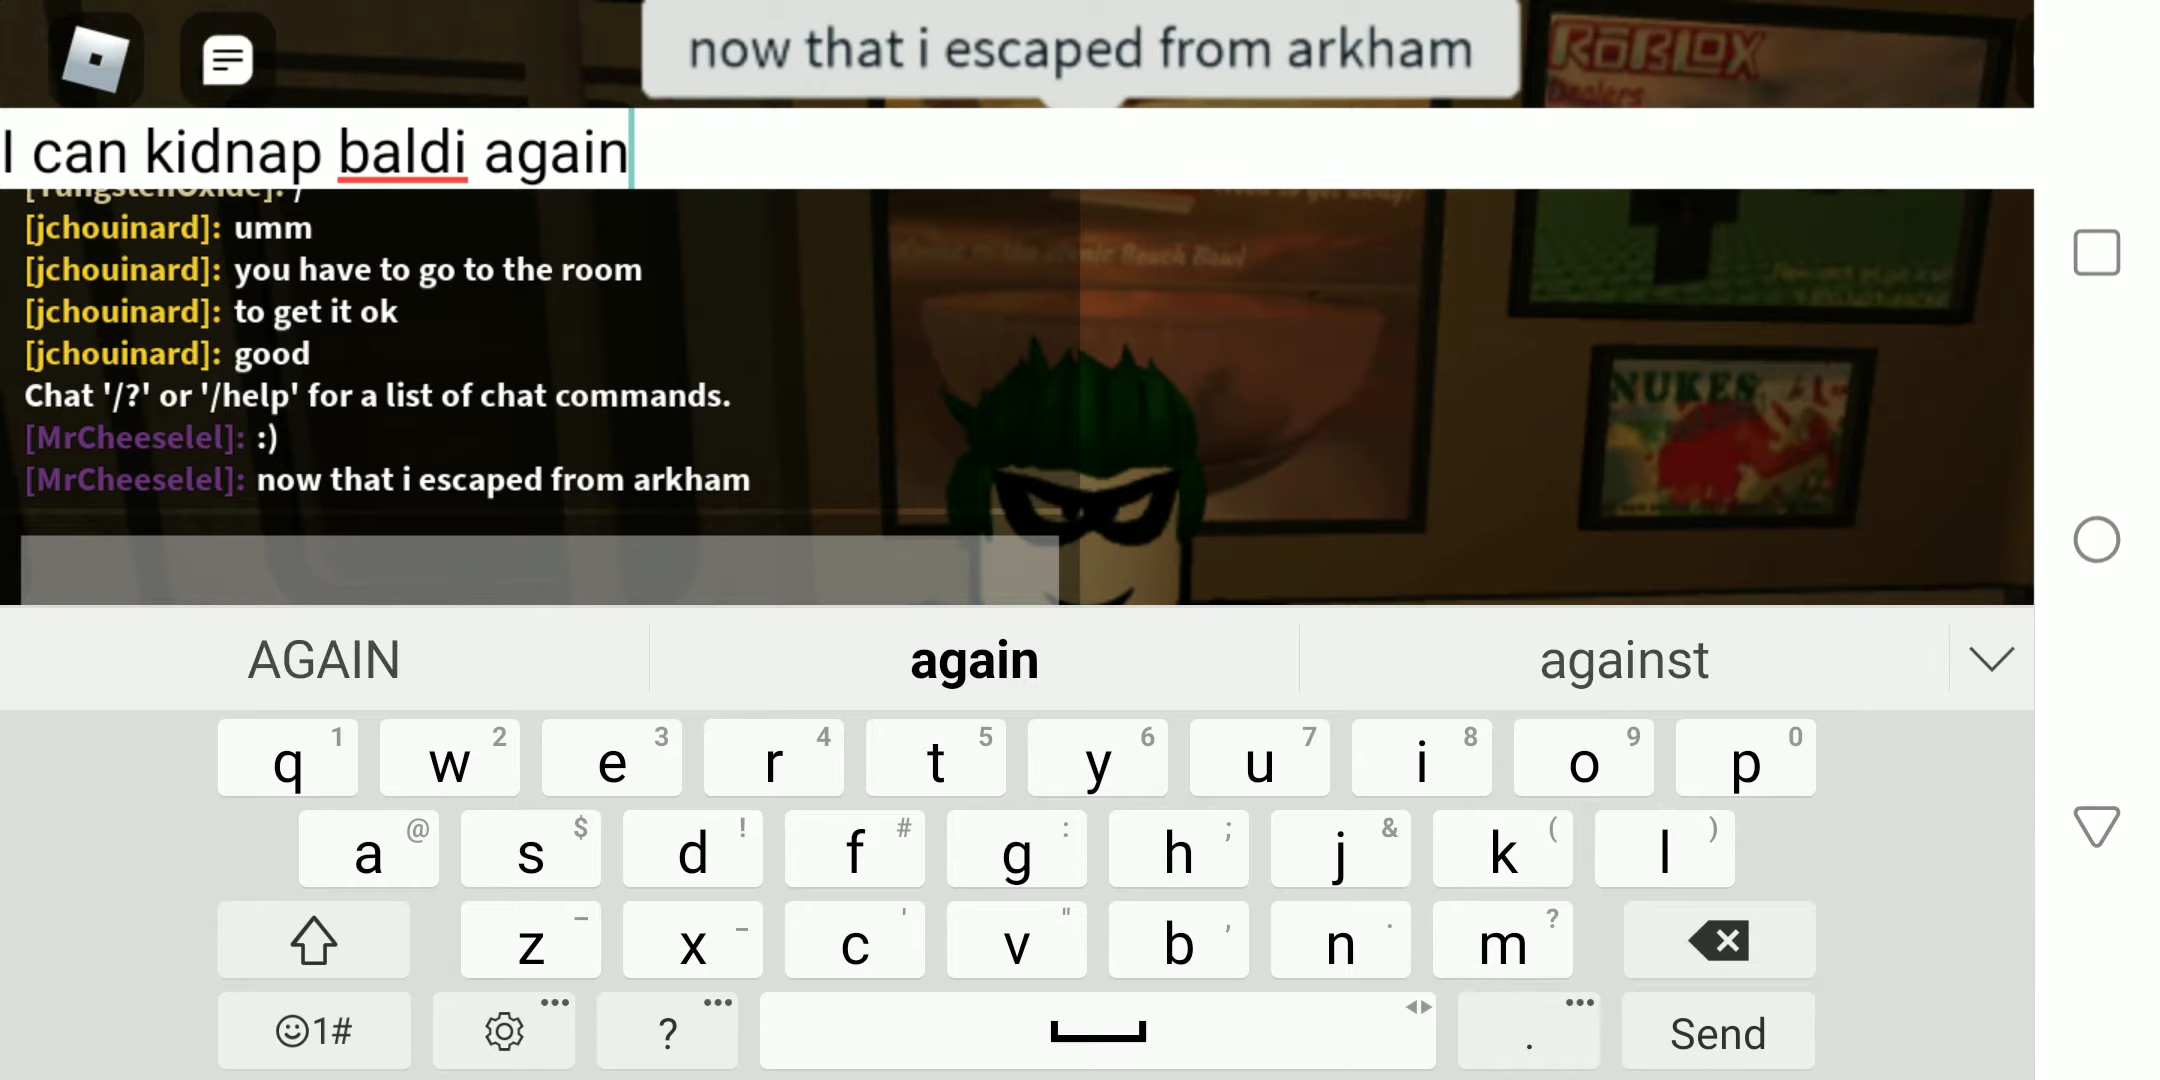 now that i escaped from arkham
ROBLOX
Dealers
I can kidnap baldi again
[TungstenOxide]: /
[jchouinard]: umm
[jchouinard]: you have to go to the room
[jchouinard]: to get it ok
[jchouinard]: good
Chat '/?' or '/help' for a list of chat commands.
[MrCheeselel]: :)
[MrCheeselel]: now that i escaped from arkham
NUKES
AGAIN again against
q 1 w 2 e 3 r 4 t 5 y 6 u 7 i 8 o 9 p 0
a @ s $ d ! f # g : h ; j & k ( l )
z – x _ c ' v " b , n . m ?
1# ? . Send